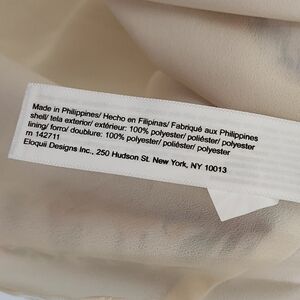 Made in Philippines/ Hecho en Filipinas/ Fabriqué aux Philippines
shell/ tela exterior/ extérieur: 100% polyester/ poliéster/ polyester
lining/ forro/ doublure: 100% polyester/ poliéster/ polyester
rn 142711
Eloquii Designs Inc., 250 Hudson St. New York, NY 10013